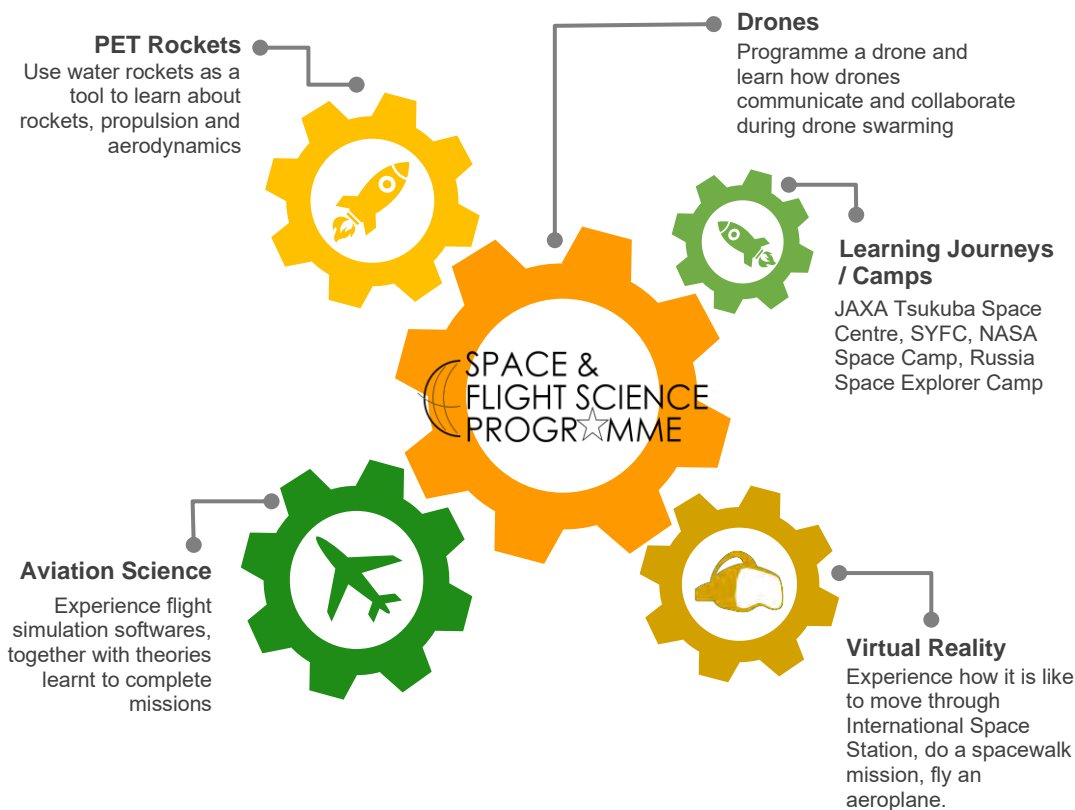 PET Rockets
Use water rockets as a
tool to learn about
rockets, propulsion and
aerodynamics
Drones
Programme a drone and
learn how drones
communicate and collaborate
during drone swarming
Learning Journeys
/ Camps
JAXA Tsukuba Space
Centre, SYFC, NASA
Space Camp, Russia
Space Explorer Camp
SPACE &
FLIGHT SCIENCE
PROGRAMME
Aviation Science
Experience flight
simulation softwares,
together with theories
learnt to complete
missions
Virtual Reality
Experience how it is like
to move through
International Space
Station, do a spacewalk
mission, fly an
aeroplane.